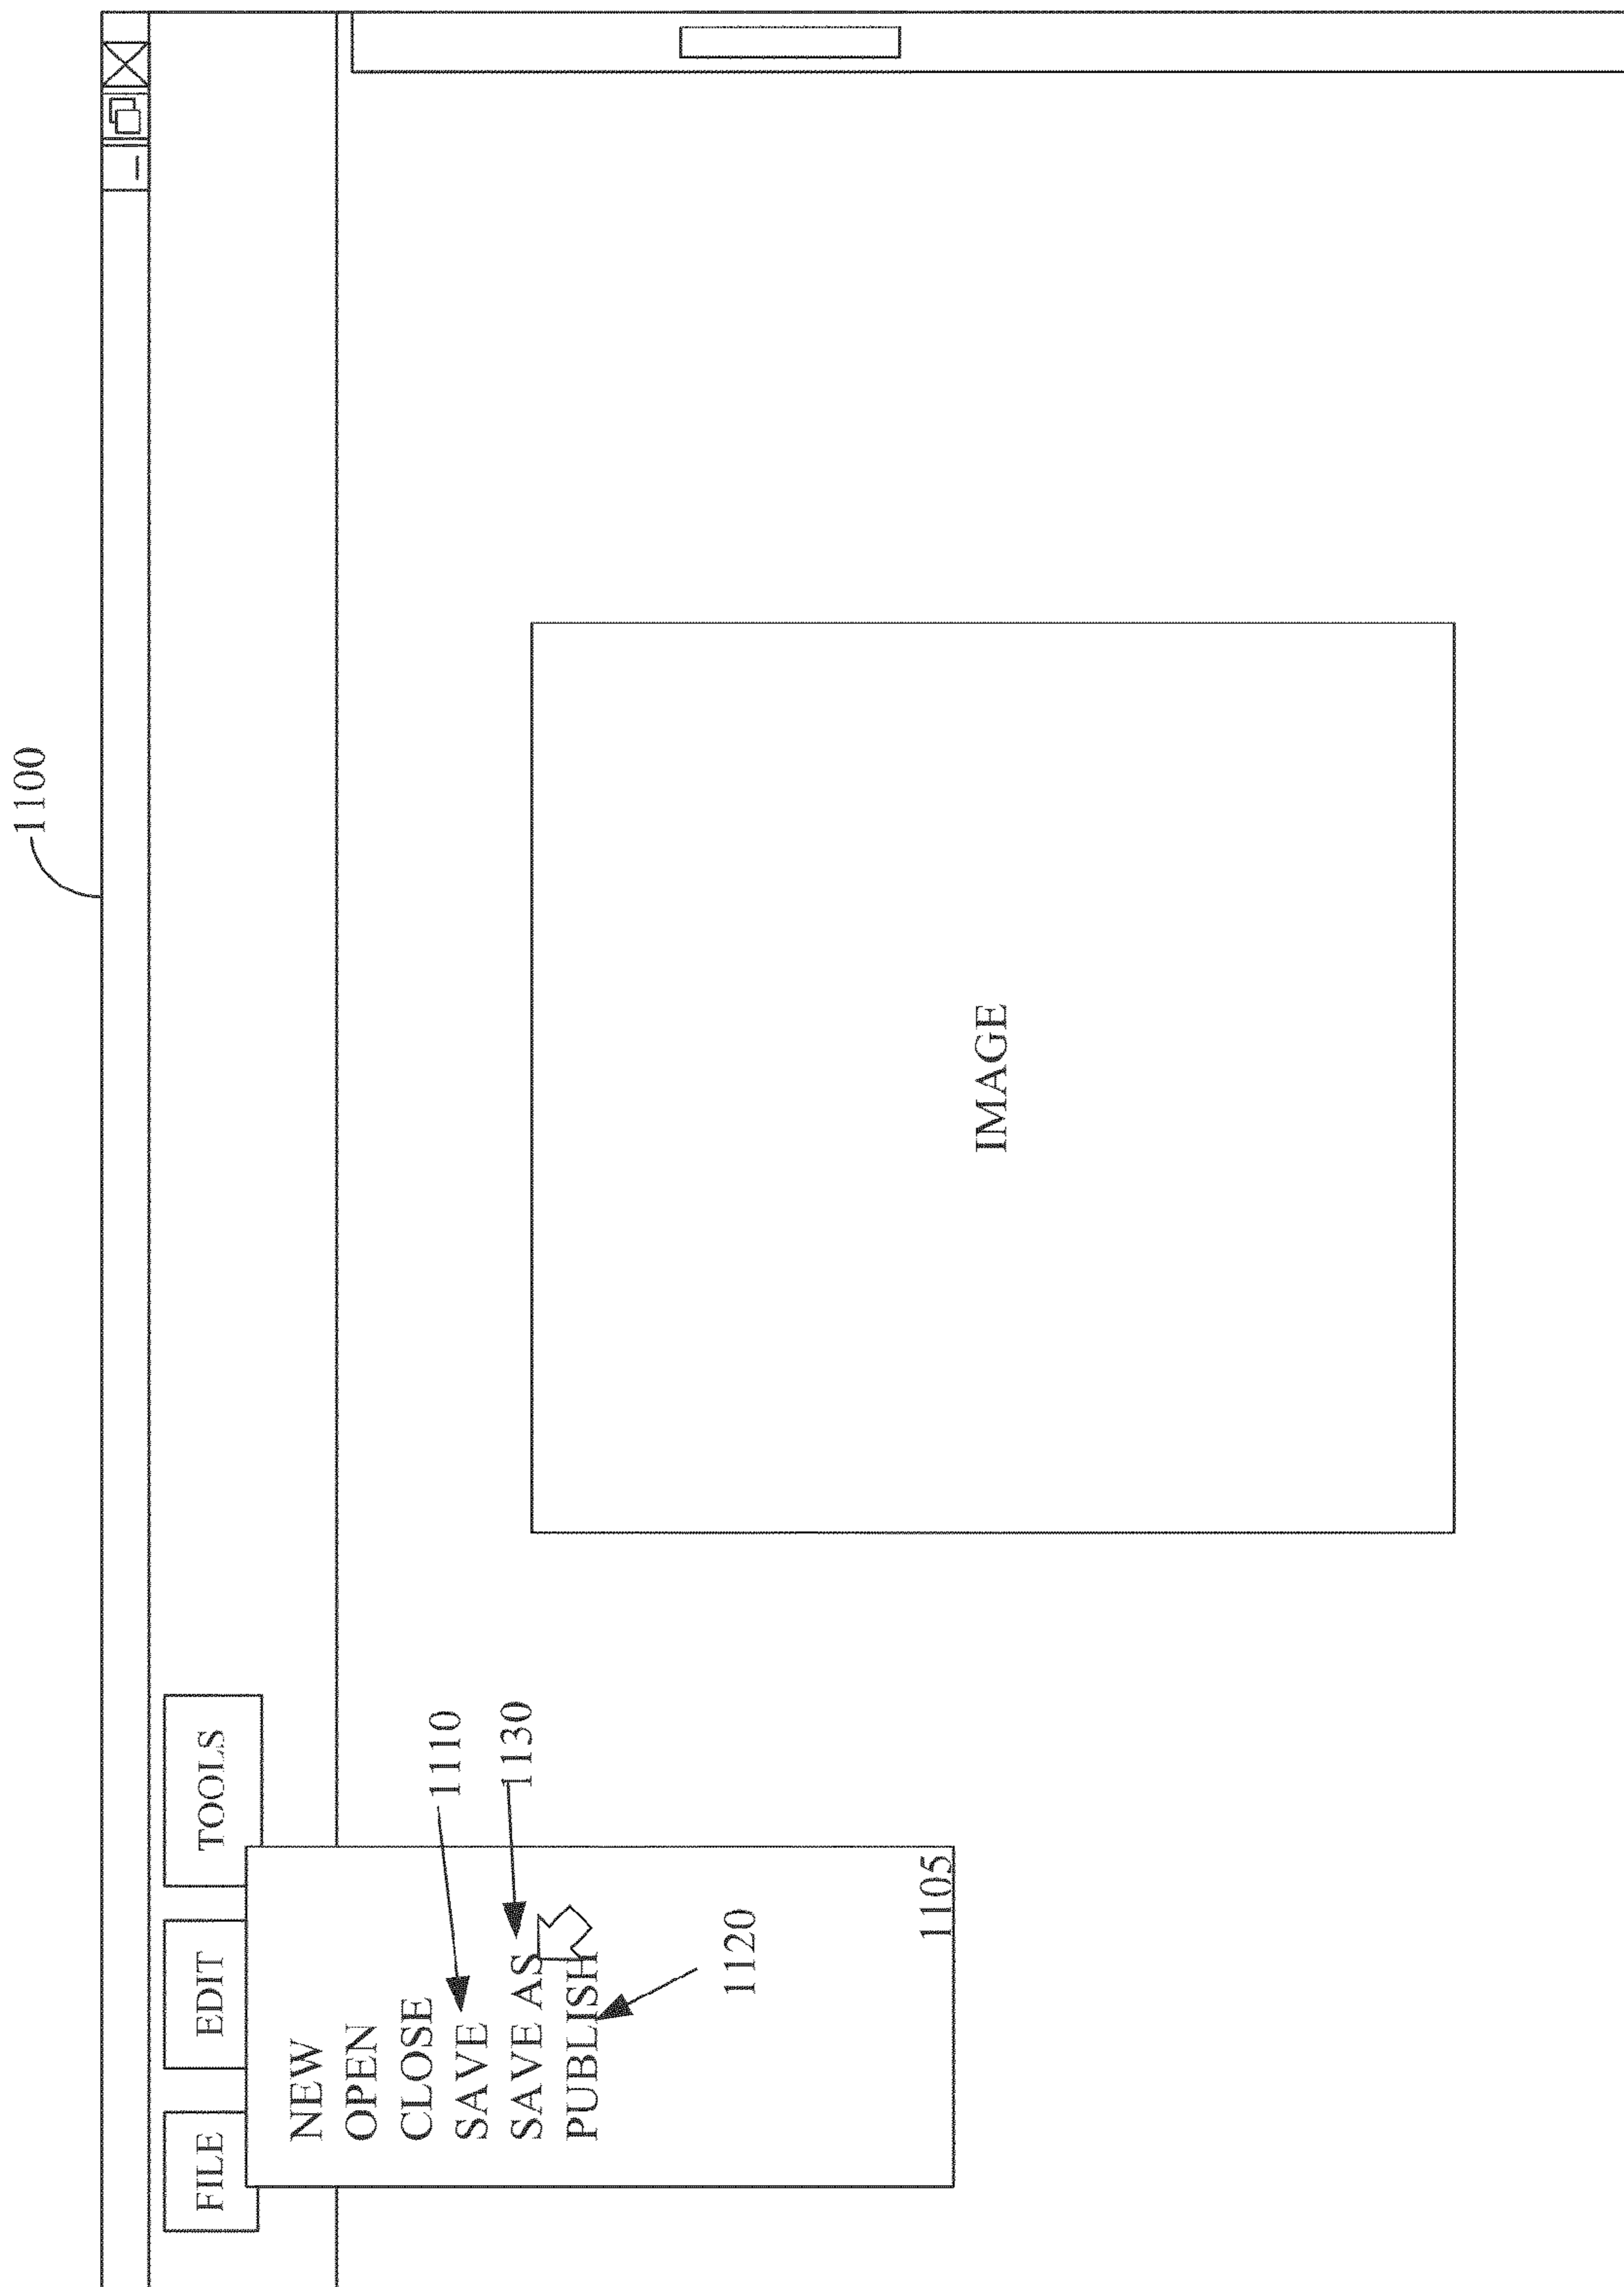 1100
FILE
EDIT
TOOLS
NEW
OPEN
CLOSE
SAVE
1110
SAVE AS
1130
PUBLISH
1120
1105
IMAGE